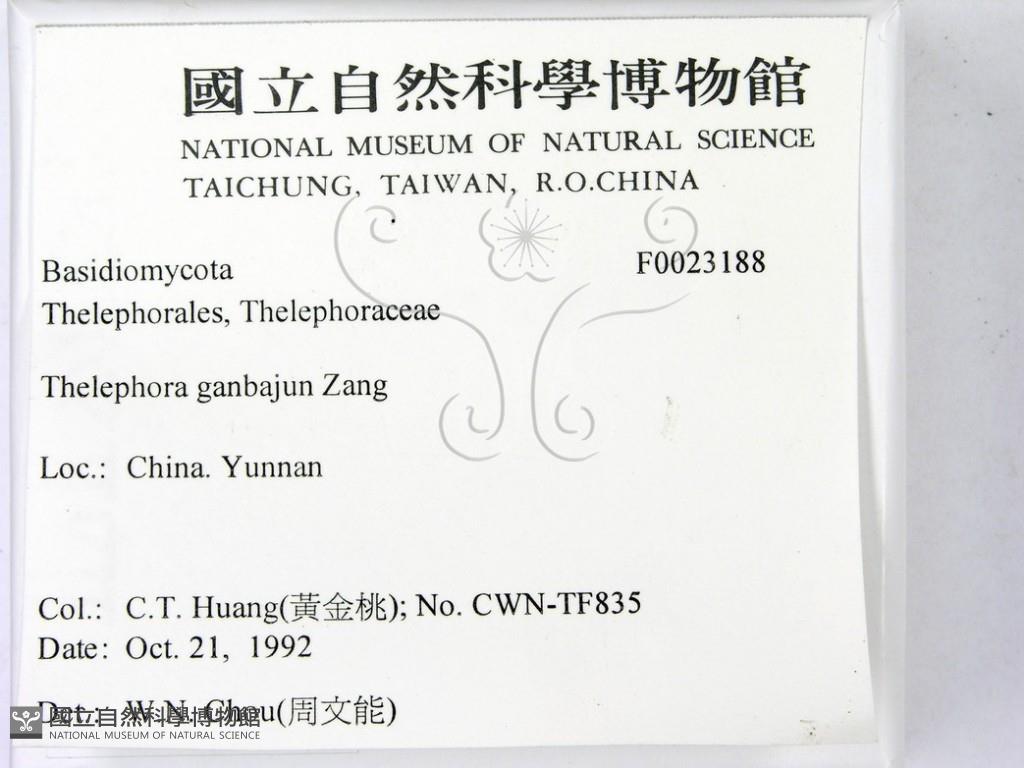 國立自然科學博物館
NATIONAL MUSEUM OF NATURAL SCIENCE
TAICHUNG, TAIWAN, R.O.CHINA
Basidiomycota F0023188
Thelephorales, Thelephoraceae
Thelephora ganbajun Zang
Loc.: China. Yunnan
Col.: C.T. Huang(黃金桃); No. CWN-TF835
Date: Oct. 21, 1992
Det.: W.N. Chou(周文能)
國立自然科學博物館
NATIONAL MUSEUM OF NATURAL SCIENCE